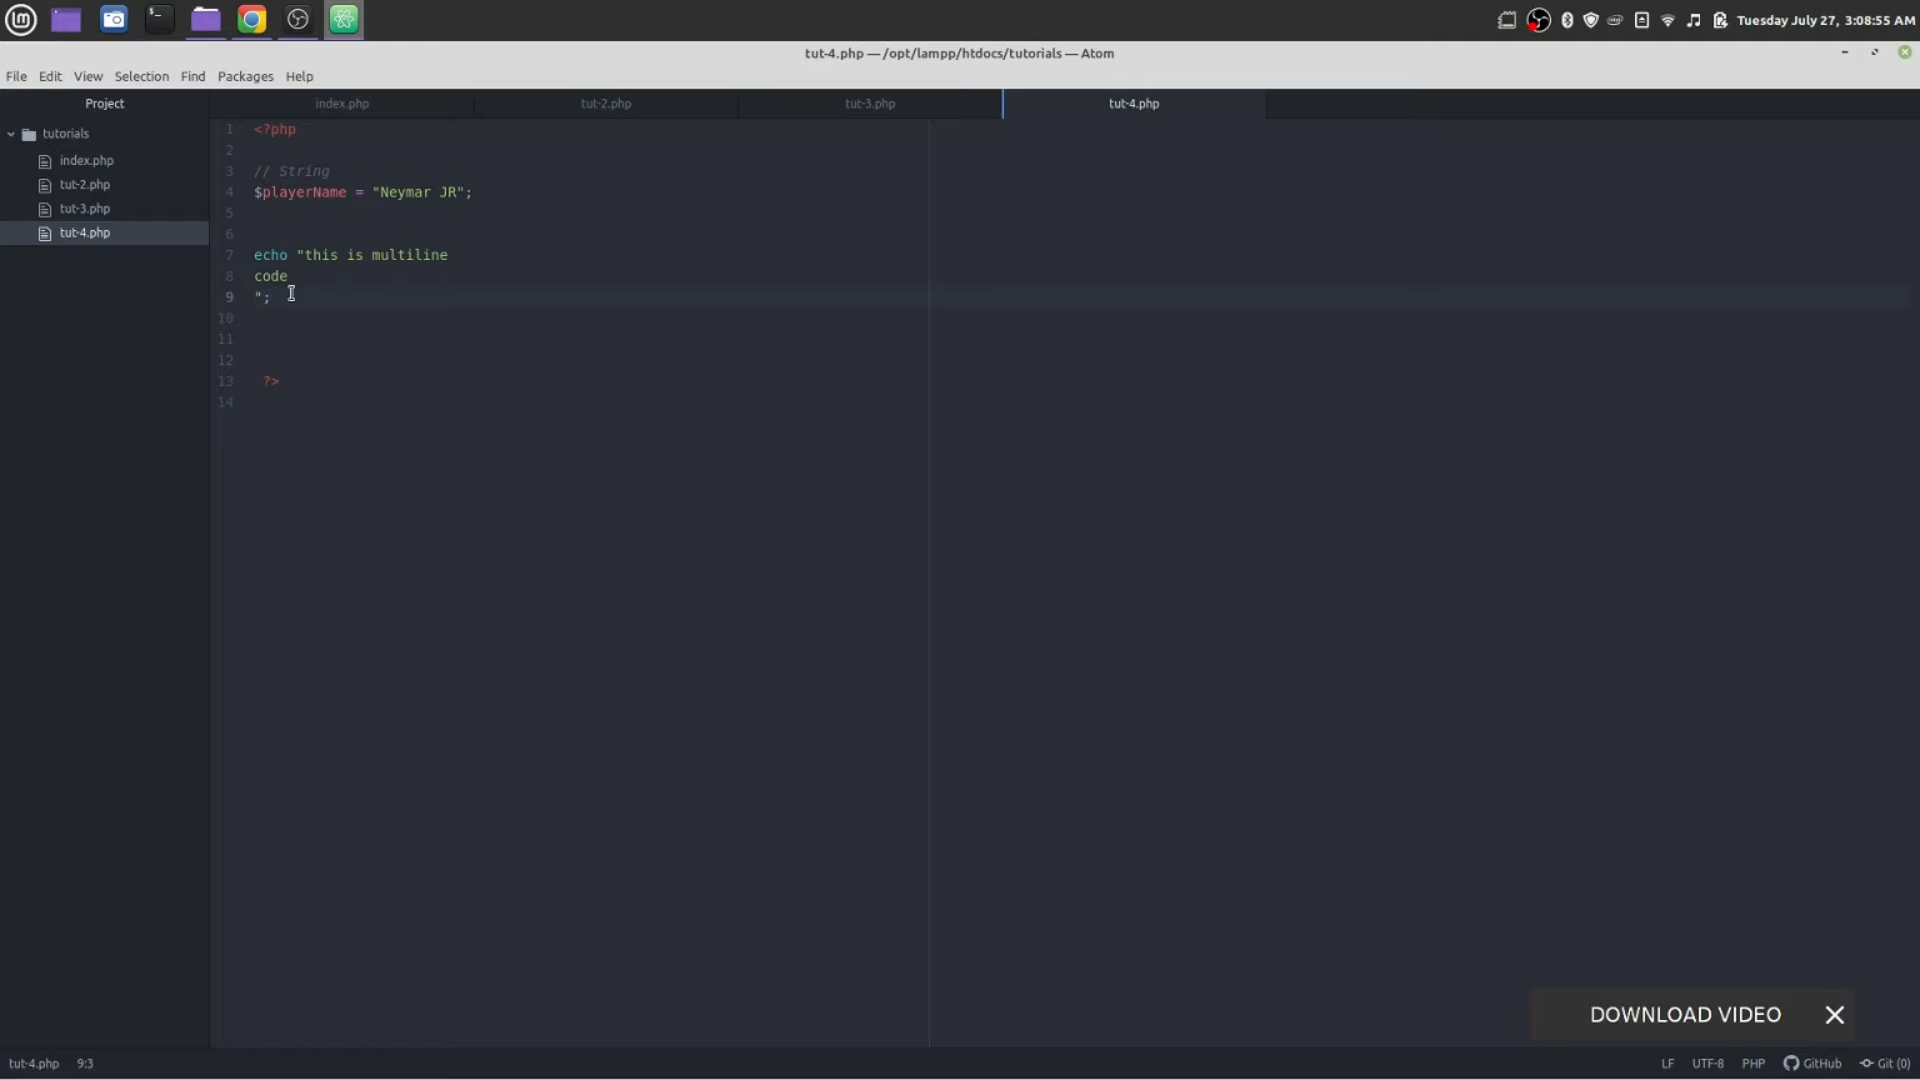 Tuesday July 27, 3:08:55 AM
tut-4.php — /opt/lampp/htdocs/tutorials — Atom
File Edit View Selection Find Packages Help
Project
index.php tut-2.php tut-3.php tut-4.php
tutorials
index.php
tut-2.php
tut-3.php
tut-4.php
1 <?php
2
3 // String
4 $playerName = "Neymar JR";
5
6
7 echo "this is multiline
8 code
9 ";
10
11
12
13 ?>
14
DOWNLOAD VIDEO
tut-4.php 9:3 LF UTF-8 PHP GitHub Git (0)